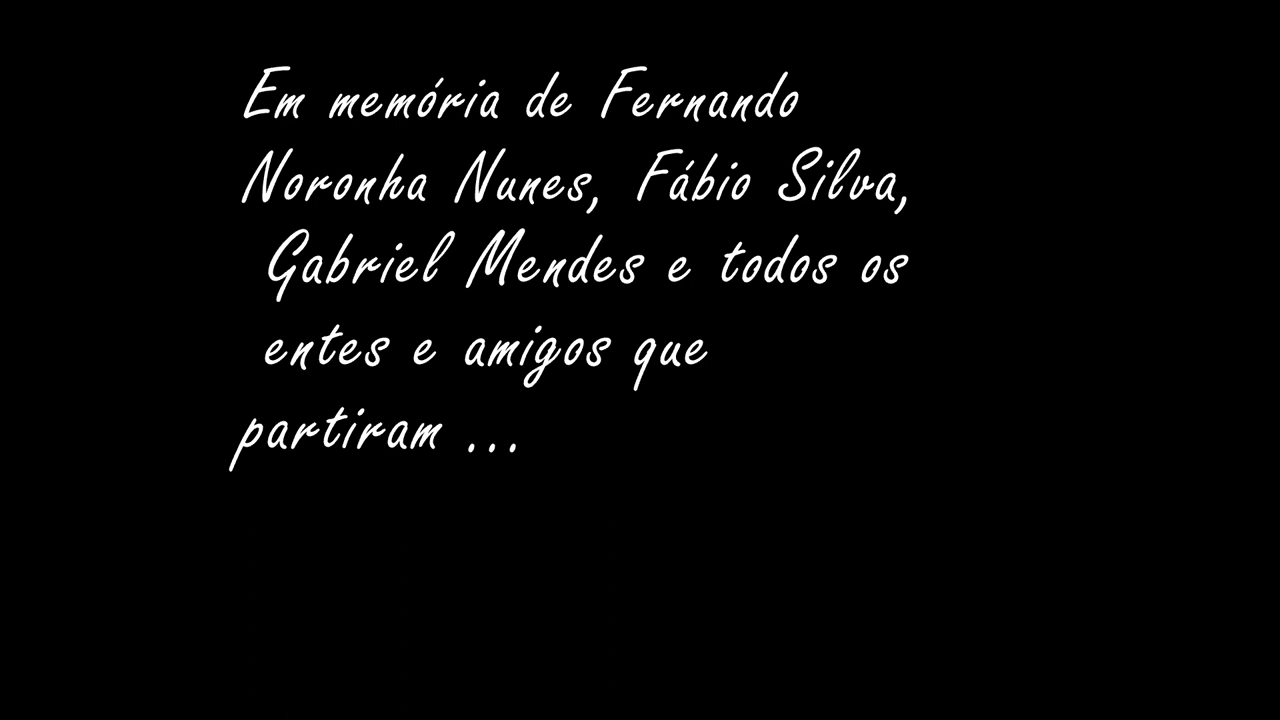 Em memória de Fernando
Noronha Nunes, Fábio Silva,
Gabriel Mendes e todos os
entes e amigos que
partiram ...